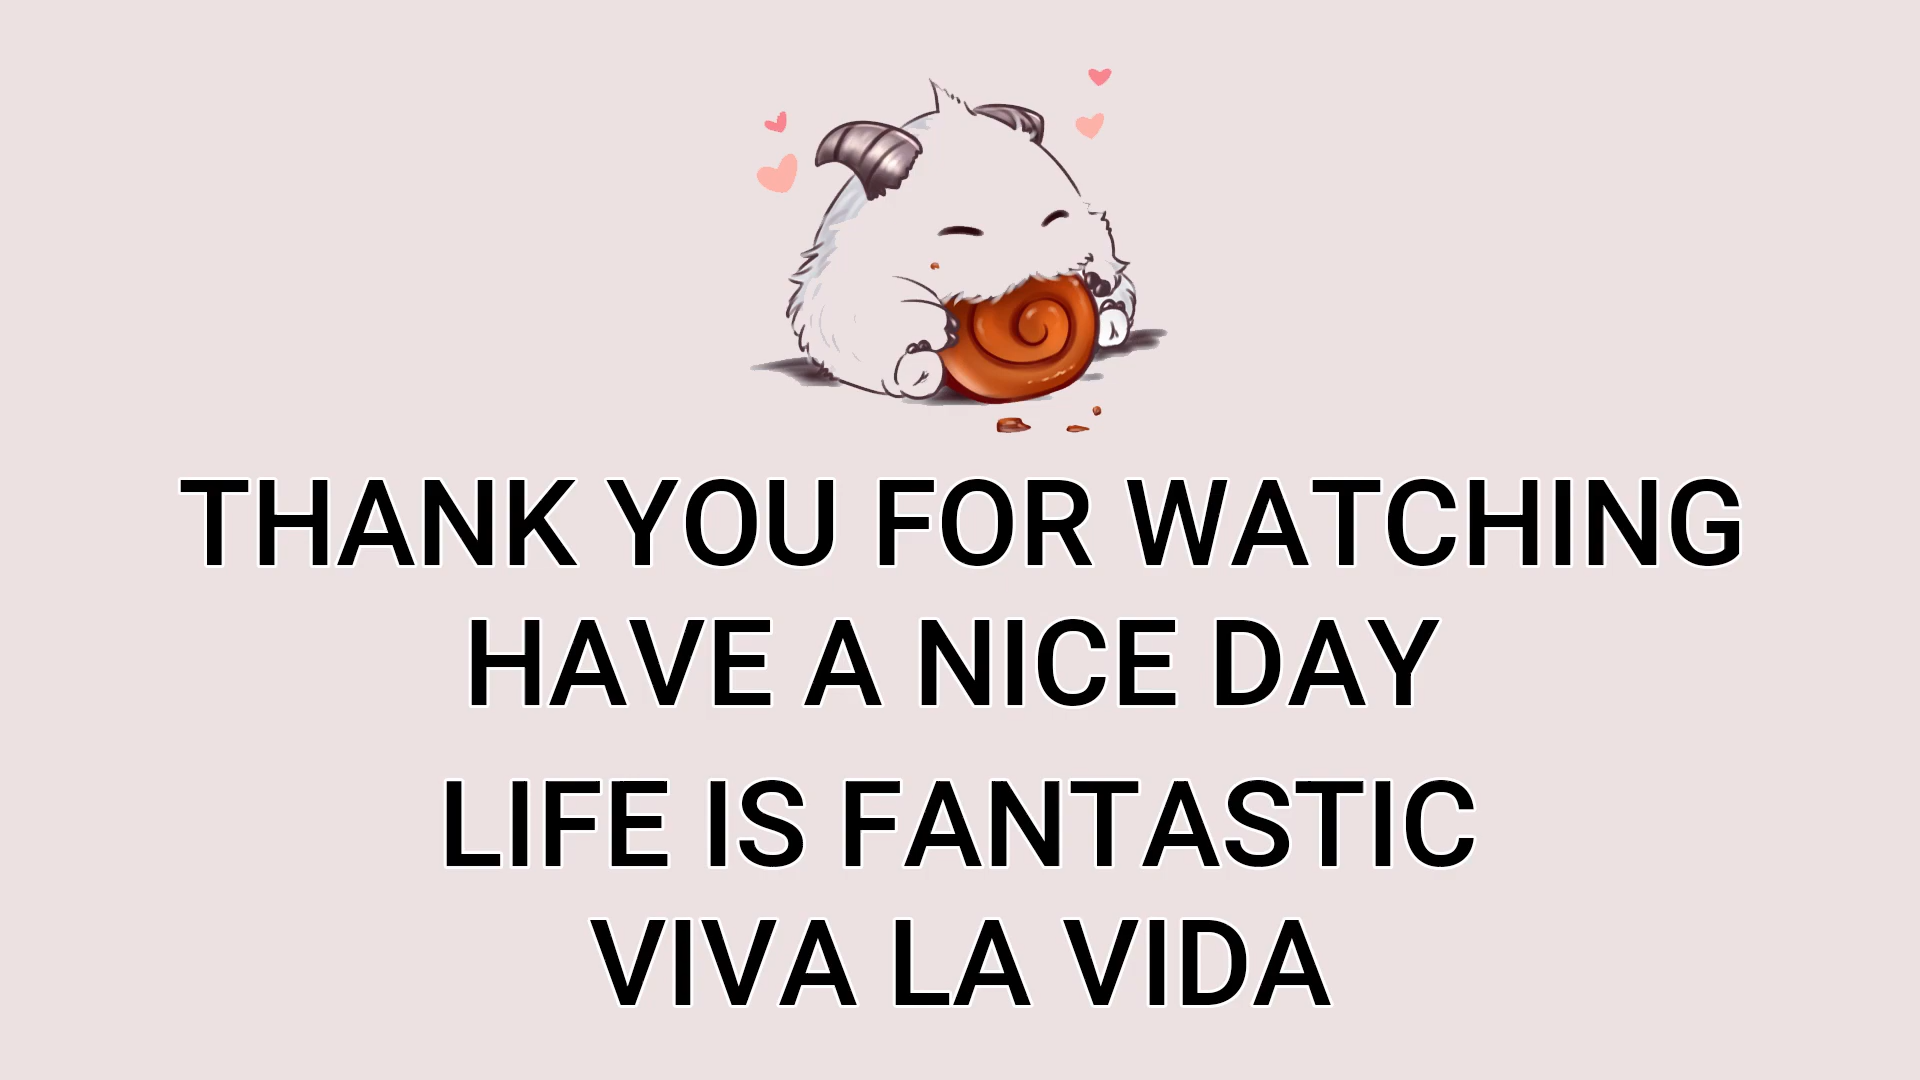 THANK YOU FOR WATCHING
HAVE A NICE DAY
LIFE IS FANTASTIC
VIVA LA VIDA